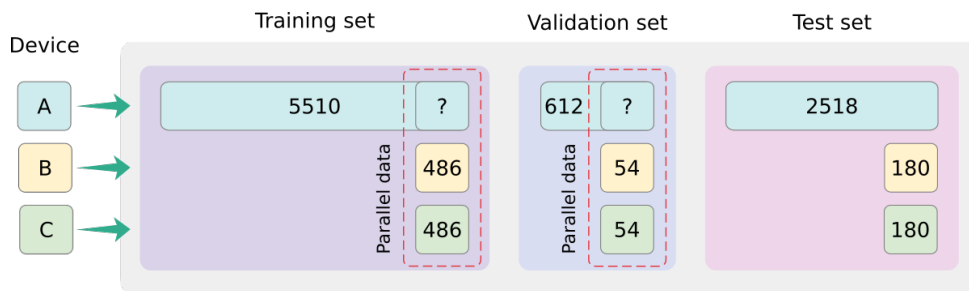 Training set
Validation set
Test set
Device
A
5510
?
612
?
2518
Parallel data
Parallel data
B
486
54
180
C
486
54
180